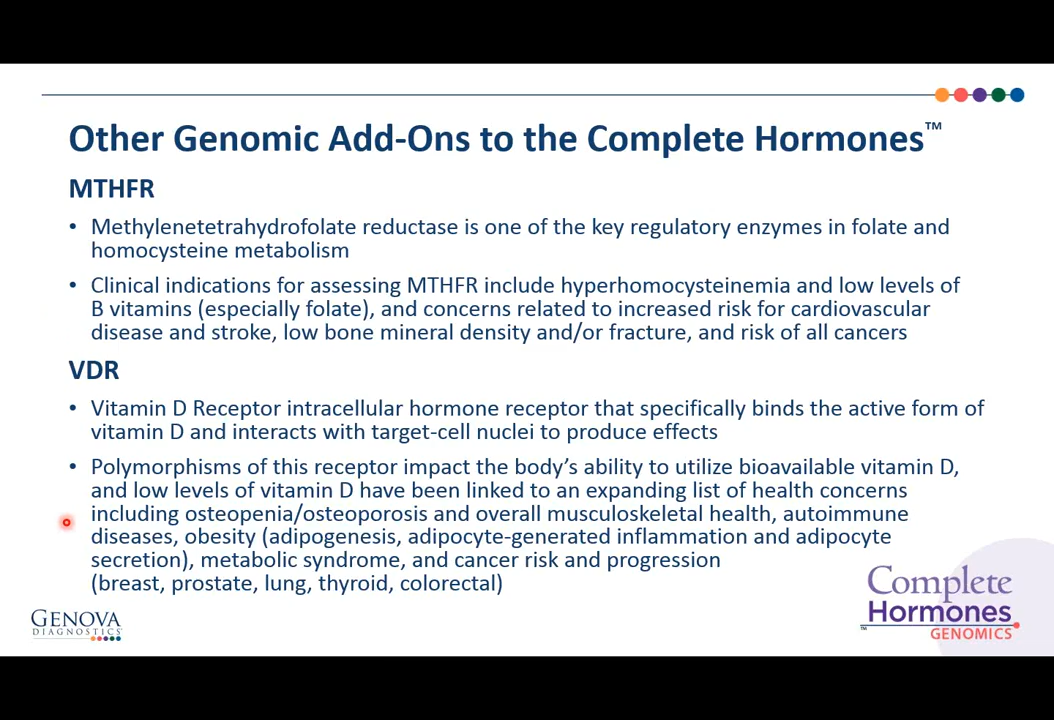 Other Genomic Add-Ons to the Complete Hormones™
MTHFR
• Methylenetetrahydrofolate reductase is one of the key regulatory enzymes in folate and
homocysteine metabolism
• Clinical indications for assessing MTHFR include hyperhomocysteinemia and low levels of
B vitamins (especially folate), and concerns related to increased risk for cardiovascular
disease and stroke, low bone mineral density and/or fracture, and risk of all cancers
VDR
• Vitamin D Receptor intracellular hormone receptor that specifically binds the active form of
vitamin D and interacts with target-cell nuclei to produce effects
• Polymorphisms of this receptor impact the body's ability to utilize bioavailable vitamin D,
and low levels of vitamin D have been linked to an expanding list of health concerns
including osteopenia/osteoporosis and overall musculoskeletal health, autoimmune
diseases, obesity (adipogenesis, adipocyte-generated inflammation and adipocyte
secretion), metabolic syndrome, and cancer risk and progression
(breast, prostate, lung, thyroid, colorectal)
GENOVA
DIAGNOSTICS
Complete
Hormones
™
GENOMICS